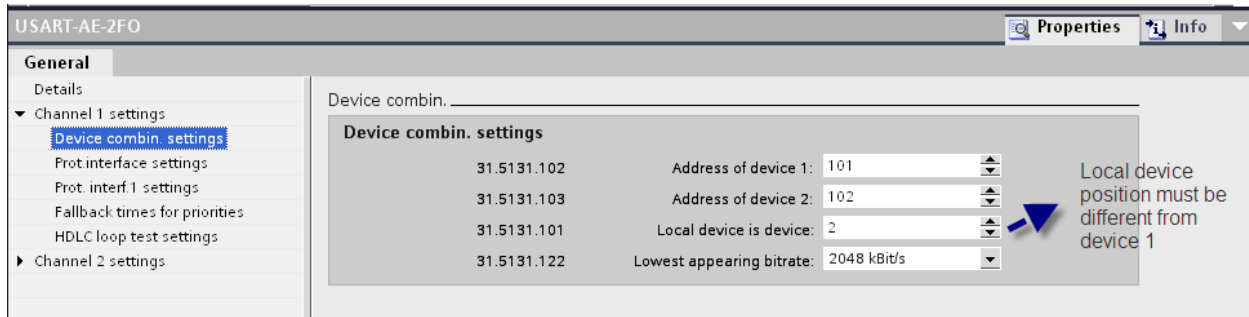 USART-AE-2FO
Properties
Info
General
Details
Channel 1 settings
Device combin. settings
Prot.interface settings
Prot. interf.1 settings
Fallback times for priorities
HDLC loop test settings
Channel 2 settings
Device combin.
Device combin. settings
31.5131.102 Address of device 1: 101
31.5131.103 Address of device 2: 102
31.5131.101 Local device is device: 2
31.5131.122 Lowest appearing bitrate: 2048 kBit/s
Local device
position must be
different from
device 1